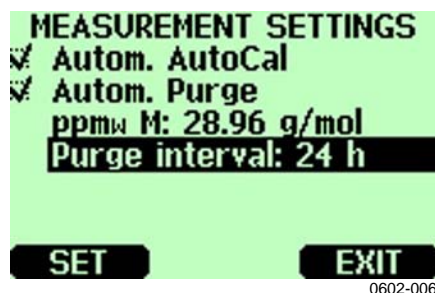 MEASUREMENT SETTINGS
Autom. AutoCal
Autom. Purge
ppmw M: 28.96 g/mol
Purge interval: 24 h
SET EXIT
0602-006